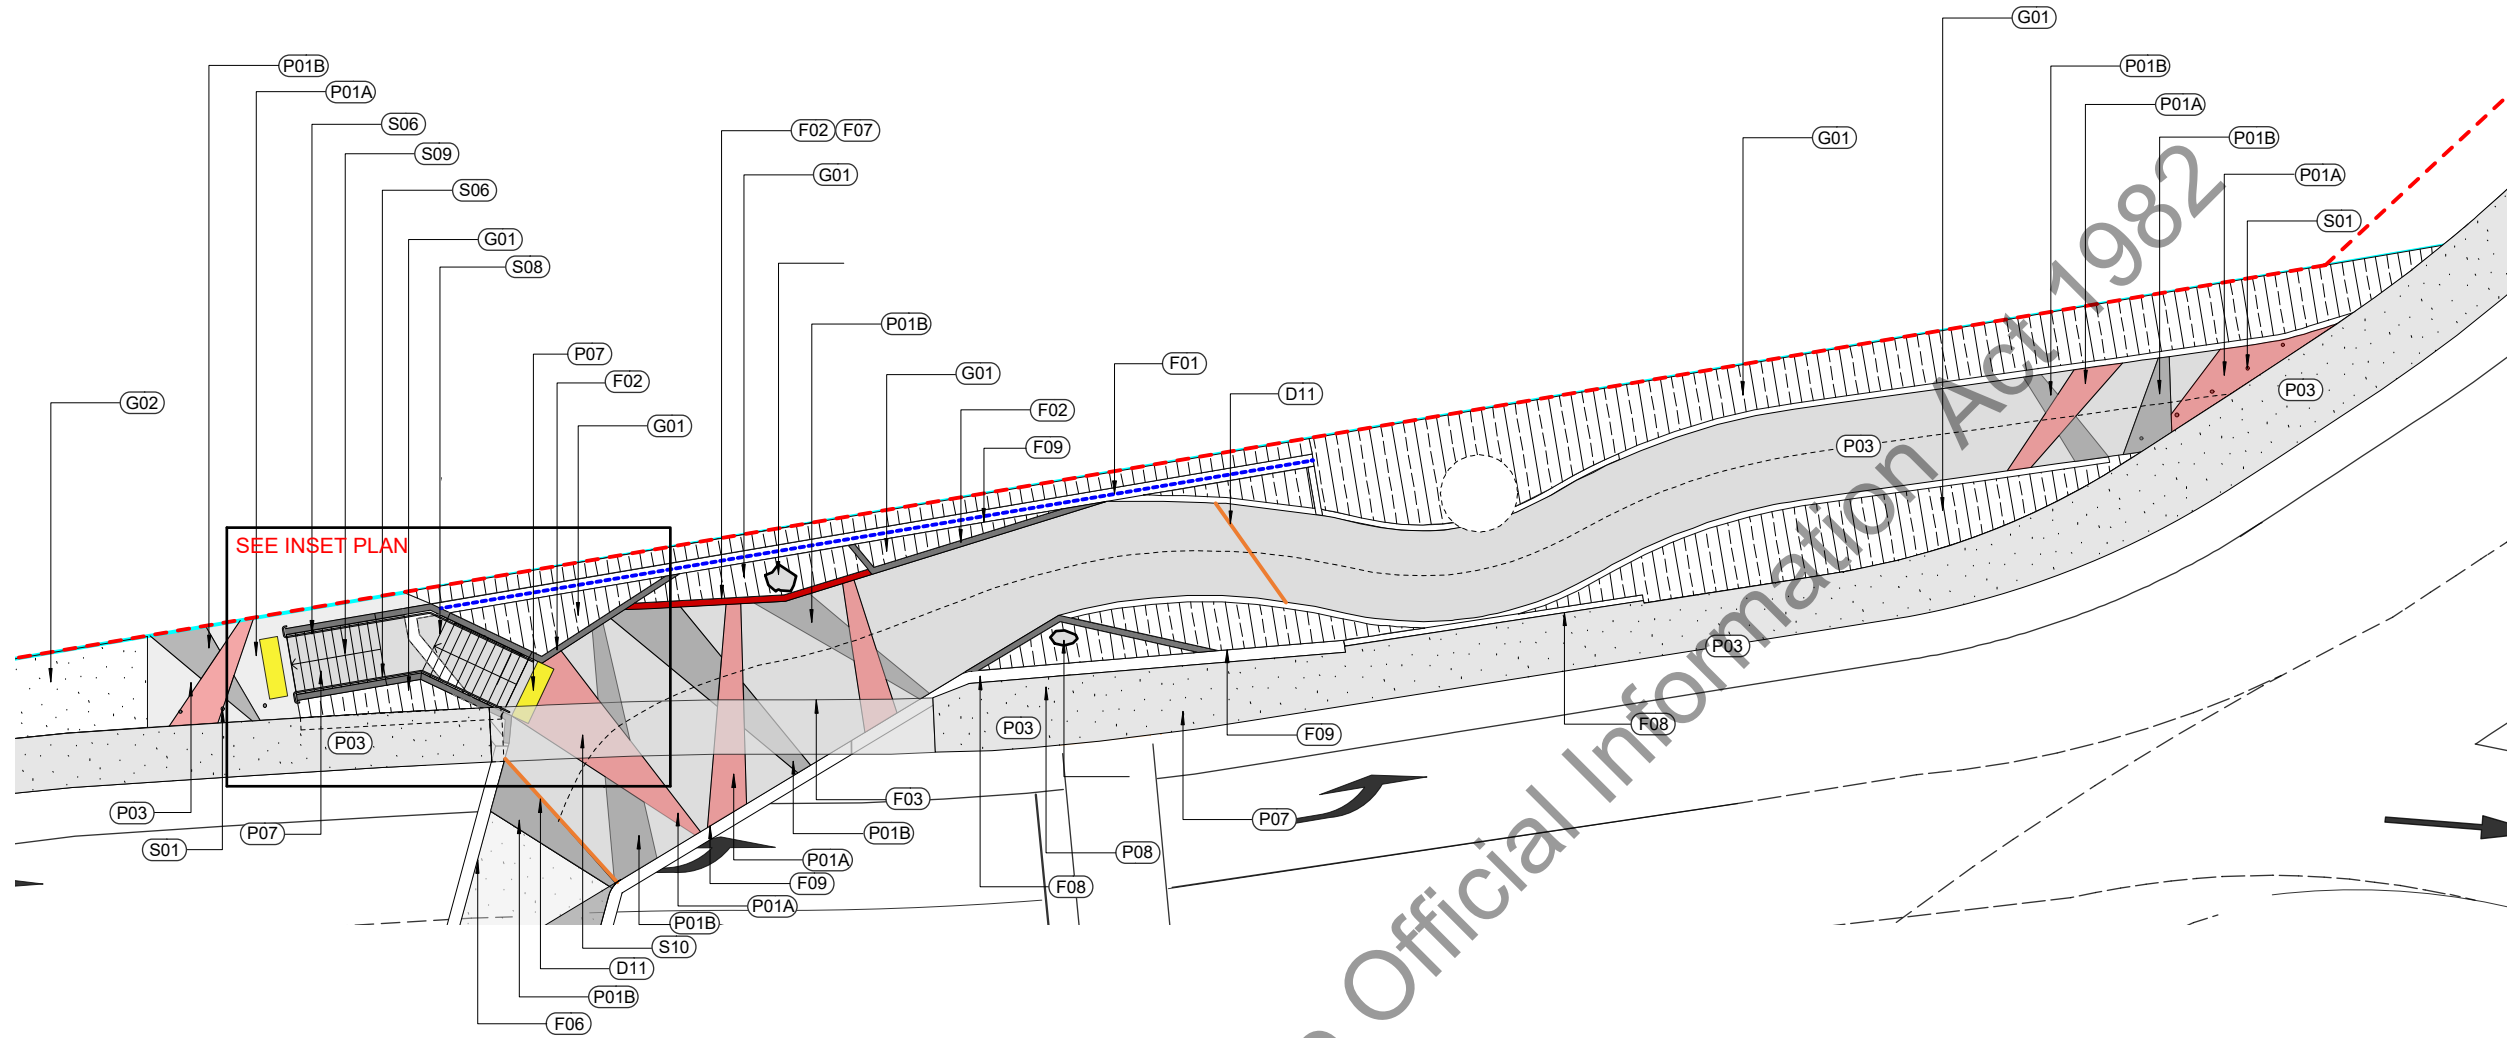 G01
P01B
P01B
P01A
P01A
S06
F02 F07
G01
P01B
S09
G01
P01A
S06
S01
G01
S08
P01B
P07
F01
F02
G01
P03
G02
D11
F02
G01
F09
P03
SEE INSET PLAN
P03
P03
P03
F08
F09
P03
F03
P03
P07
P07
P01B
S01
P08
P01A
F09
F08
P01A
P01B
S10
D11
P01B
F06
Official Information Act 1982